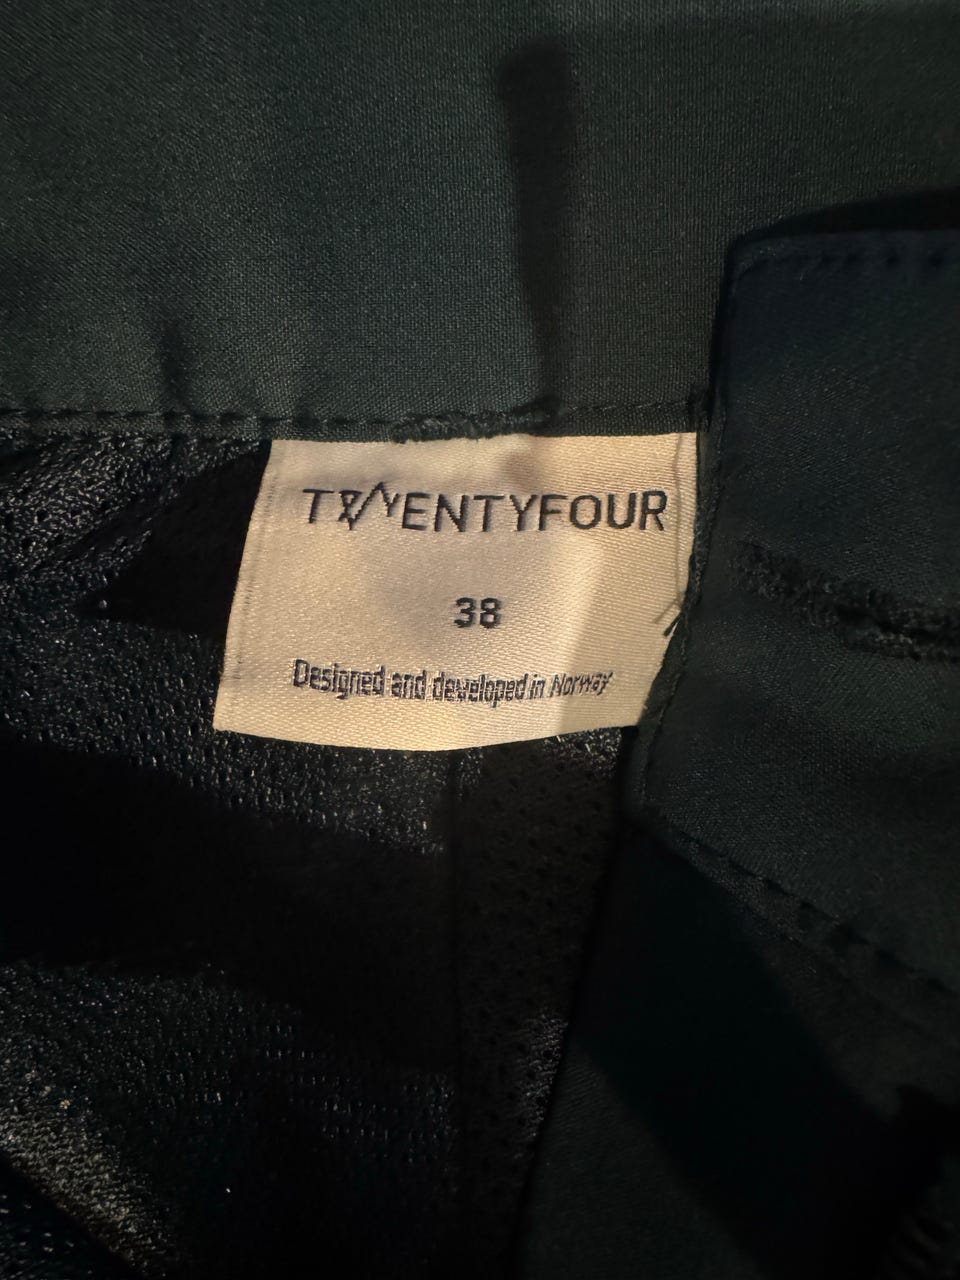 TWENTYFOUR
38
Designed and developed in Norway